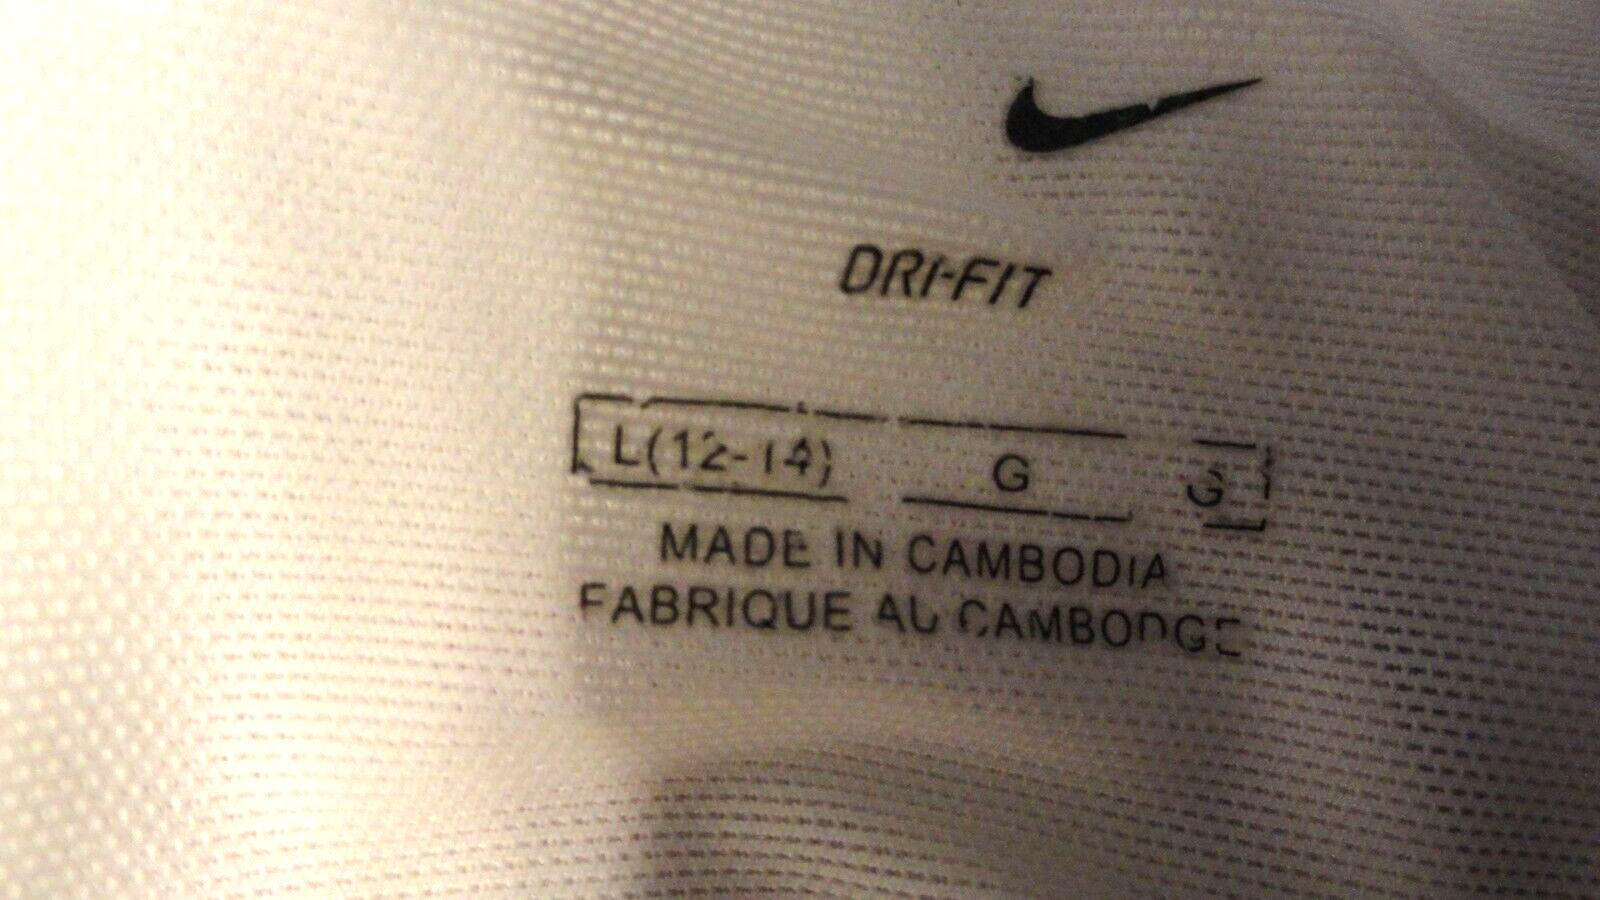 DRI-FIT
L(12-14) G G
MADE IN CAMBODIA
FABRIQUE AU CAMBODGE